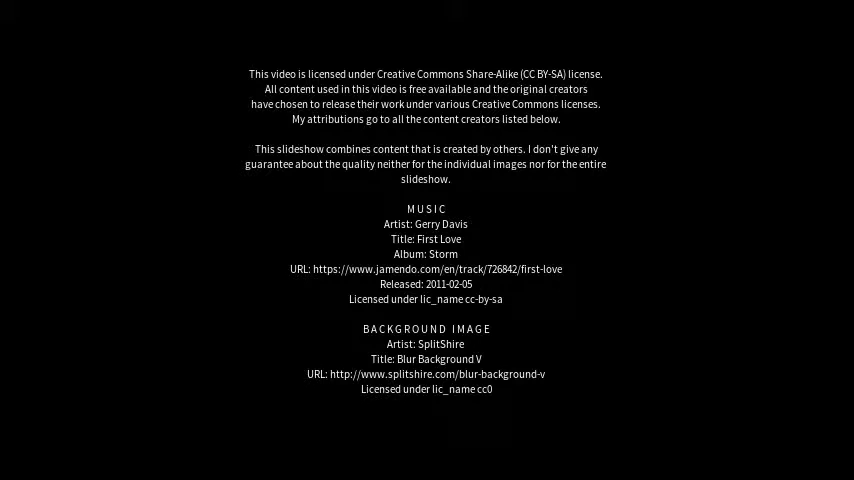 This video is licensed under Creative Commons Share-Alike (CC BY-SA) license.
All content used in this video is free available and the original creators
have chosen to release their work under various Creative Commons licenses.
My attributions go to all the content creators listed below.
This slideshow combines content that is created by others. I don't give any
guarantee about the quality neither for the individual images nor for the entire
slideshow.
MUSIC
Artist: Gerry Davis
Title: First Love
Album: Storm
URL: https://www.jamendo.com/en/track/726842/first-love
Released: 2011-02-05
Licensed under lic_name cc-by-sa
BACKGROUND IMAGE
Artist: SplitShire
Title: Blur Background V
URL: http://www.splitshire.com/blur-background-v
Licensed under lic_name cc0